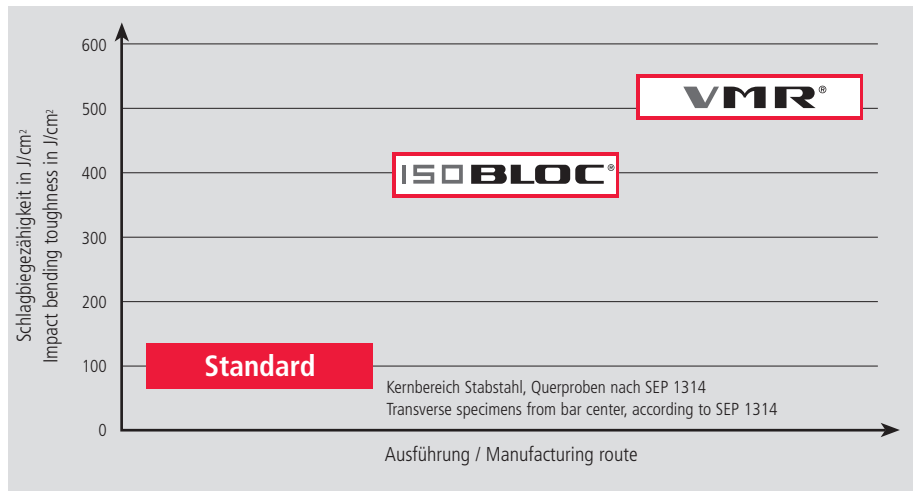 Schlagbiegezähigkeit in J/cm²
Impact bending toughness in J/cm²
600
500
400
300
200
100
0
VMR®
ISOBLOC®
Standard
Kernbereich Stabstahl, Querproben nach SEP 1314
Transverse specimens from bar center, according to SEP 1314
Ausführung / Manufacturing route